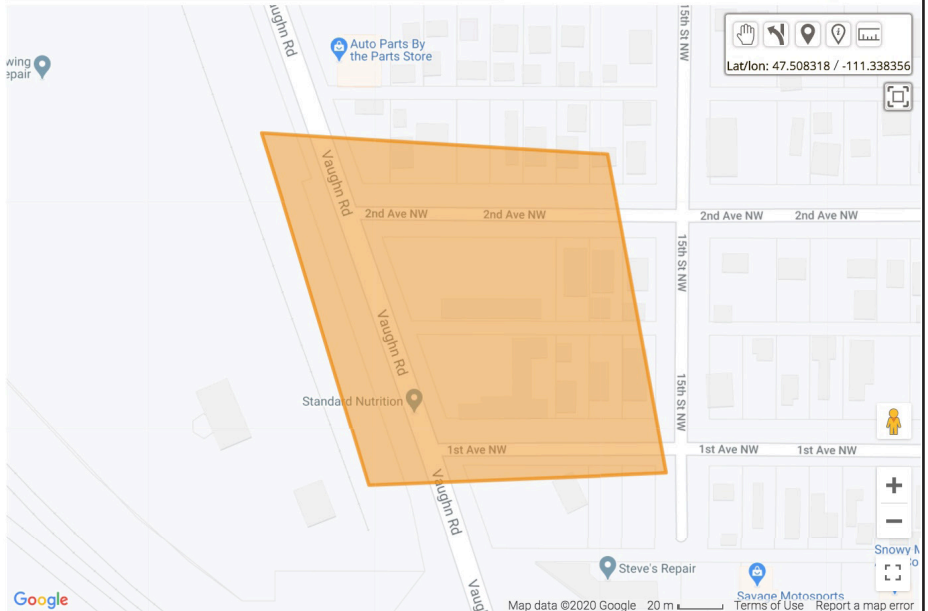 ughn Rd
Auto Parts By
the Parts Store
wing
epair
15th St NW
Lat/lon: 47.508318 / -111.338356
Vaughn Rd
2nd Ave NW
2nd Ave NW
2nd Ave NW
2nd Ave NW
15th St NW
Vaughn Rd
Standard Nutrition
15th St NW
1st Ave NW
1st Ave NW
1st Ave NW
Vaughn Rd
Snowy M
Co
Steve's Repair
Savage Motosports
Vaug
Google
Map data ©2020 Google
20 m
Terms of Use
Report a map error